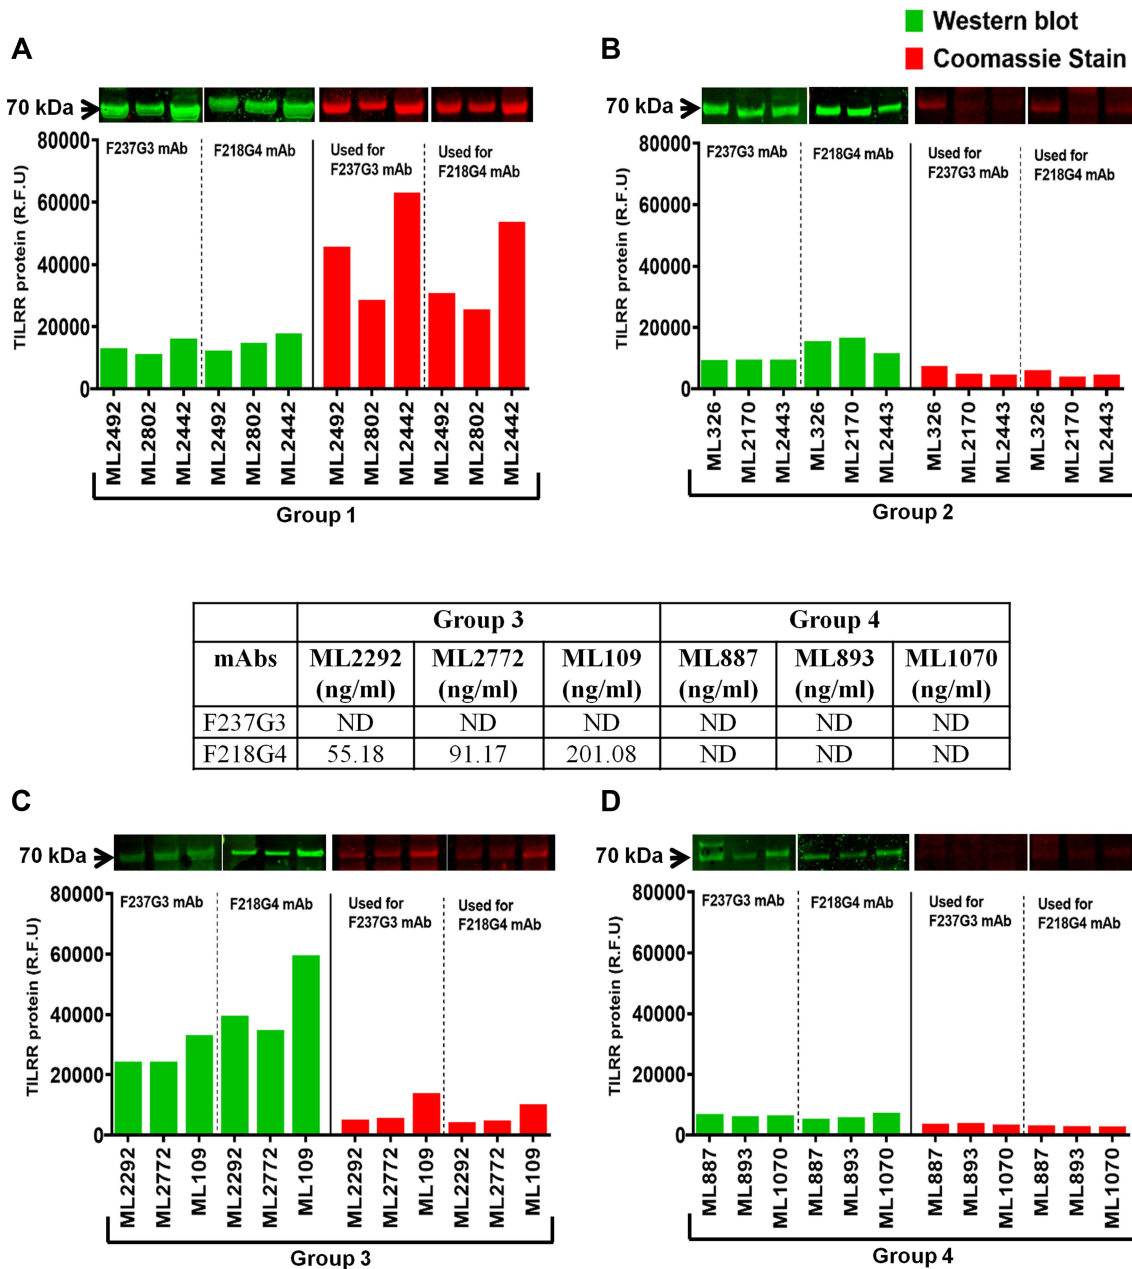 Western blot
Coomassie Stain
A
70 kDa
80000
60000
40000
20000
0
TILRR protein (R.F.U)
F237G3 mAb
F218G4 mAb
Used for
F237G3 mAb
Used for
F218G4 mAb
ML2492
ML2802
ML2442
ML2492
ML2802
ML2442
ML2492
ML2802
ML2442
ML2492
ML2802
ML2442
Group 1
B
70 kDa
80000
60000
40000
20000
0
TILRR protein (R.F.U)
F237G3 mAb
F218G4 mAb
Used for
F237G3 mAb
Used for
F218G4 mAb
ML326
ML2170
ML2443
ML326
ML2170
ML2443
ML326
ML2170
ML2443
ML326
ML2170
ML2443
Group 2
Group 3 Group 4
mAbs ML2292 ML2772 ML109 ML887 ML893 ML1070
(ng/ml) (ng/ml) (ng/ml) (ng/ml) (ng/ml) (ng/ml)
F237G3 ND ND ND ND ND ND
F218G4 55.18 91.17 201.08 ND ND ND
C
70 kDa
80000
60000
40000
20000
0
TILRR protein (R.F.U)
F237G3 mAb
F218G4 mAb
Used for
F237G3 mAb
Used for
F218G4 mAb
ML2292
ML2772
ML109
ML2292
ML2772
ML109
ML2292
ML2772
ML109
ML2292
ML2772
ML109
Group 3
D
70 kDa
80000
60000
40000
20000
0
TILRR protein (R.F.U)
F237G3 mAb
F218G4 mAb
Used for
F237G3 mAb
Used for
F218G4 mAb
ML887
ML893
ML1070
ML887
ML893
ML1070
ML887
ML893
ML1070
ML887
ML893
ML1070
Group 4